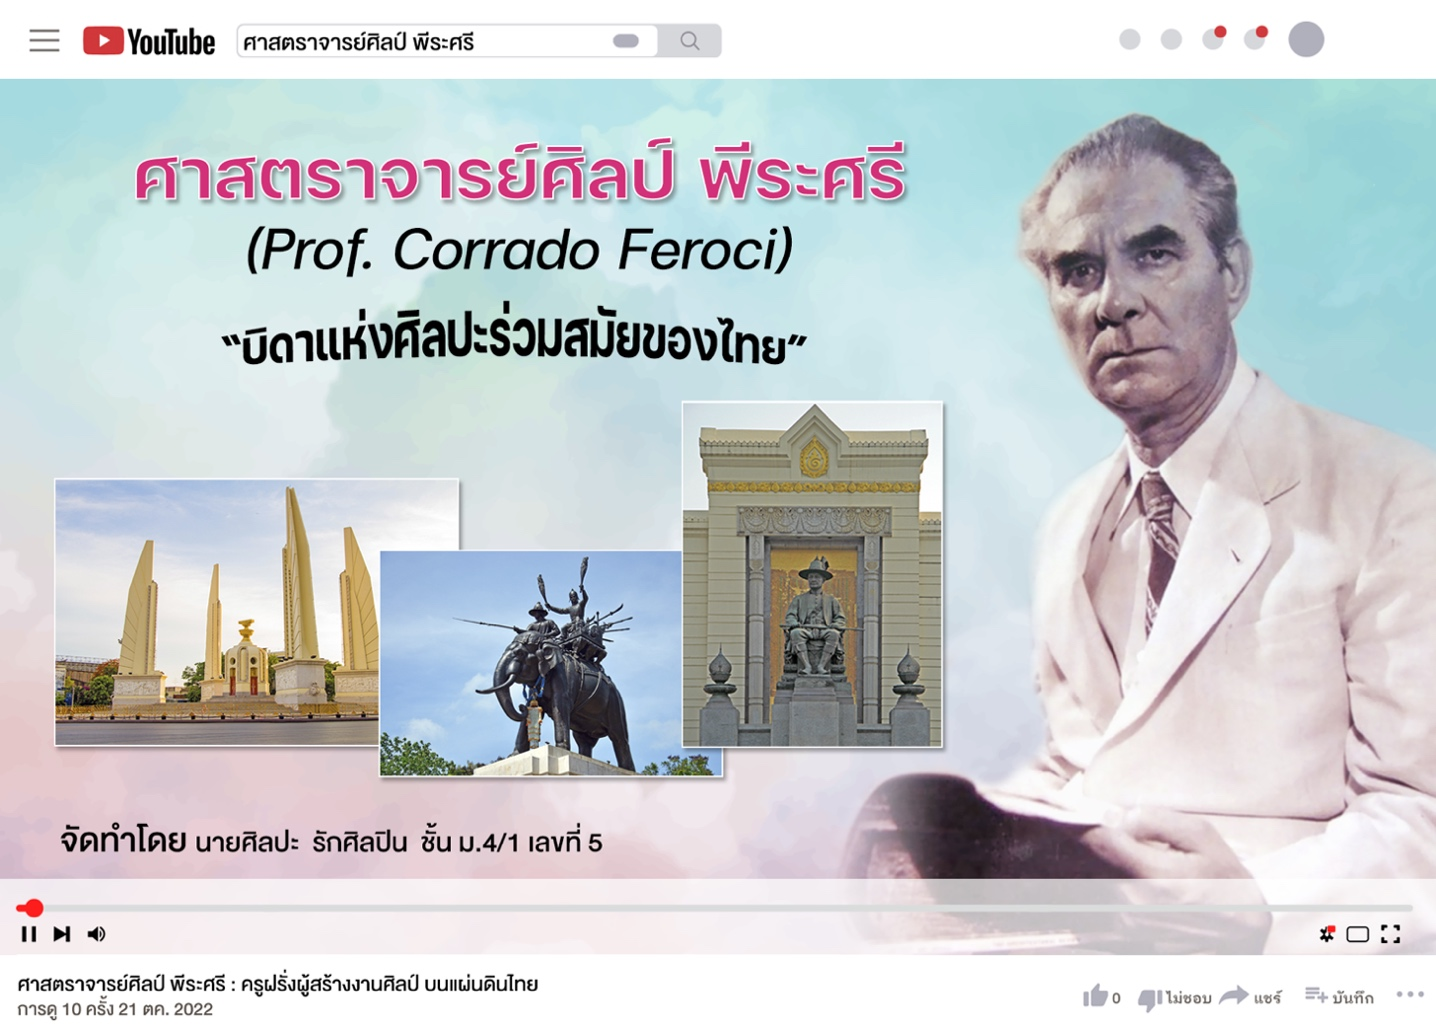 YouTube
ศาสตราจารย์ศิลป์ พีระศรี
ศาสตราจารย์ศิลป์ พีระศรี
(Prof. Corrado Feroci)
“บิดาแห่งศิลปะร่วมสมัยของไทย”
จัดทำโดย นายศิลปะ รักศิลปิน ชั้น ม.4/1 เลขที่ 5
ศาสตราจารย์ศิลป์ พีระศรี : ครูฝรั่งผู้สร้างงานศิลป์ บนแผ่นดินไทย
การดู 10 ครั้ง 21 ตค. 2022
0 ไม่ชอบ แชร์ บันทึก